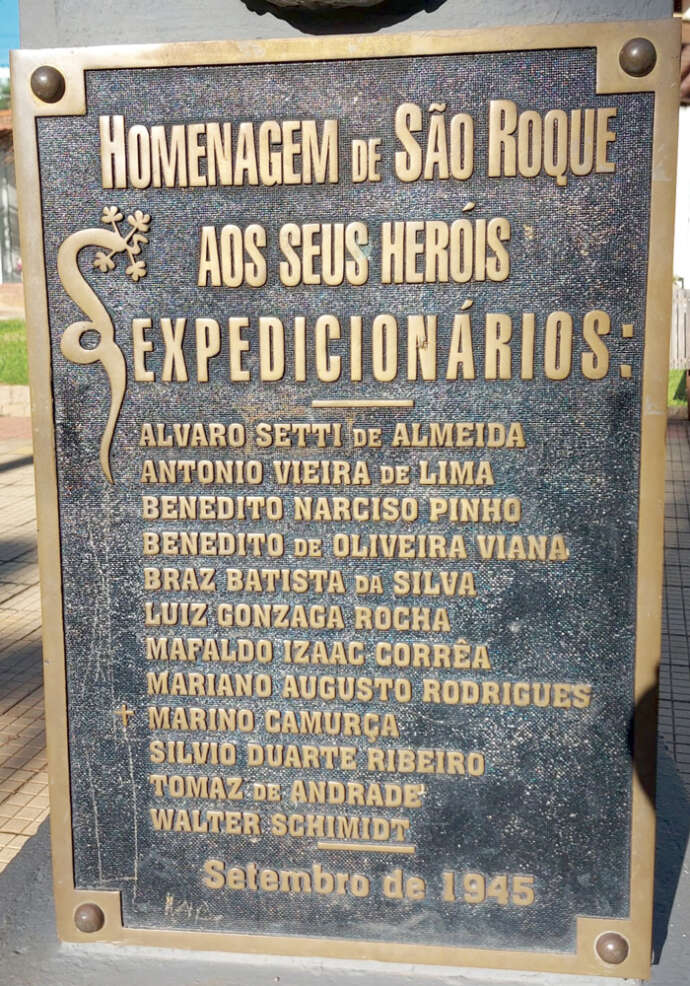 HOMENAGEM DE SÃO ROQUE
AOS SEUS HERÓIS
EXPEDICIONÁRIOS:
ALVARO SETTI DE ALMEIDA
ANTONIO VIEIRA DE LIMA
BENEDITO NARCISO PINHO
BENEDITO DE OLIVEIRA VIANA
BRAZ BATISTA DA SILVA
LUIZ GONZAGA ROCHA
MAFALDO IZAAC CORRÊA
MARIANO AUGUSTO RODRIGUES
† MARINO CAMURÇA
SILVIO DUARTE RIBEIRO
TOMAZ DE ANDRADE
WALTER SCHIMIDT
Setembro de 1945